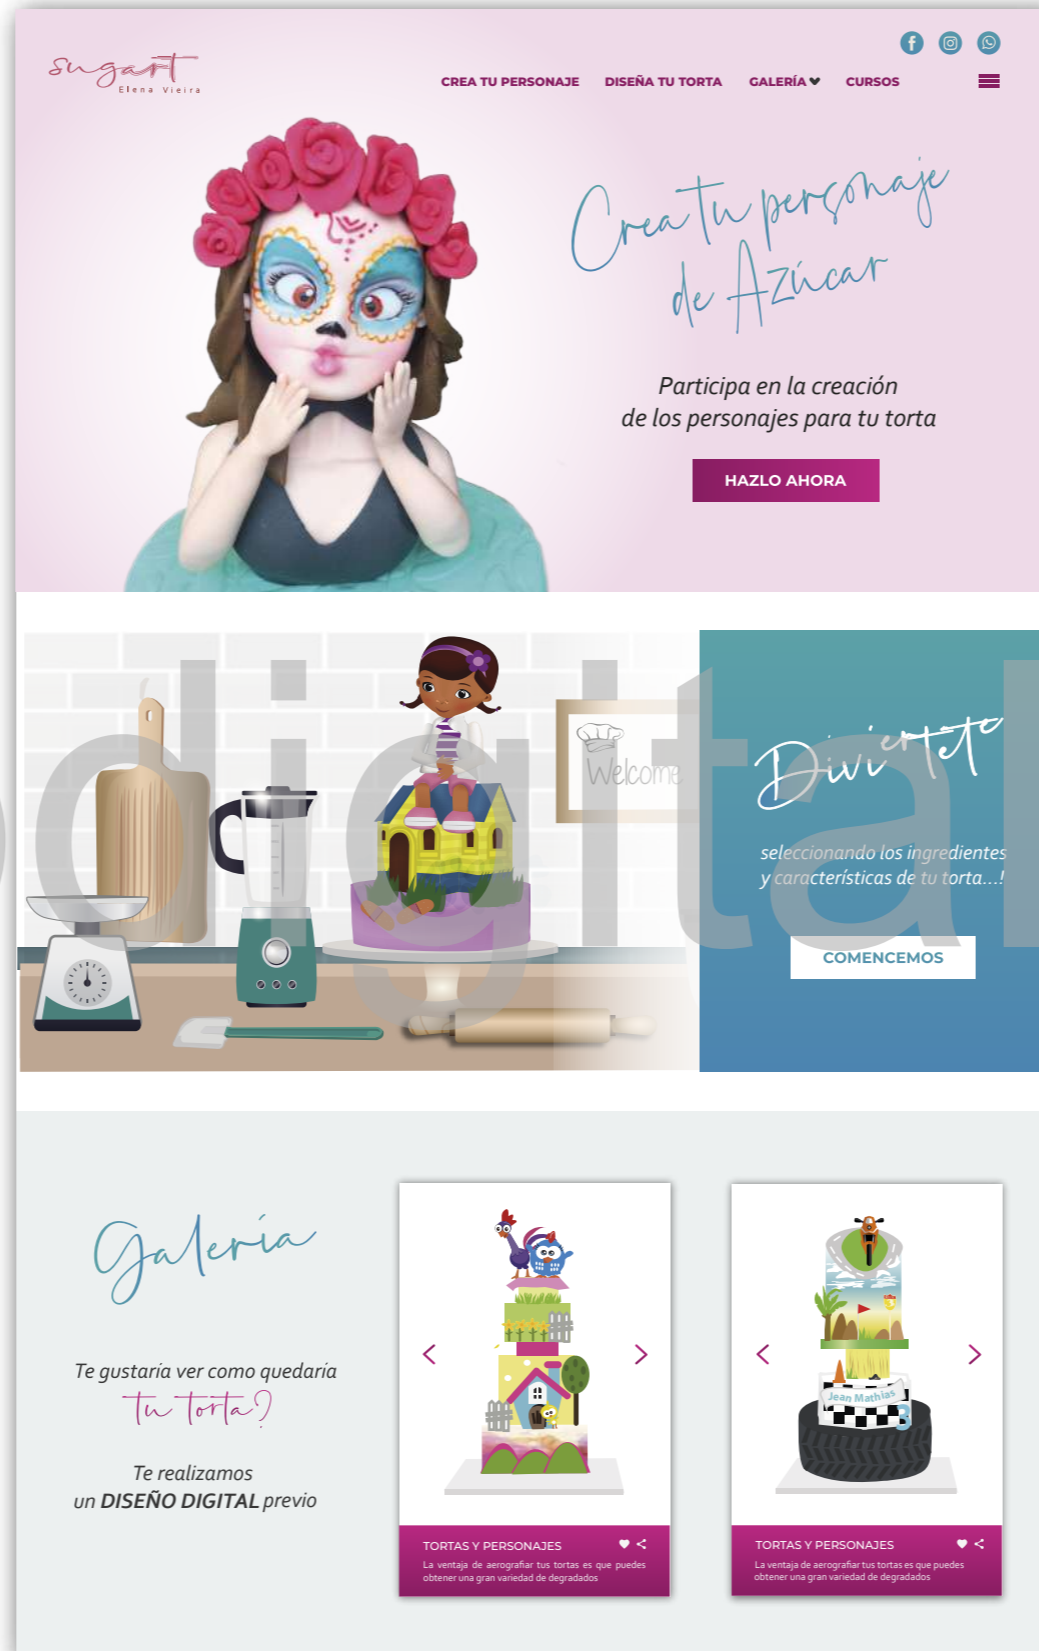 sugart
Elena Vieira
CREA TU PERSONAJE DISEÑA TU TORTA GALERÍA CURSOS
Crea tu personaje
de Azúcar
Participa en la creación
de los personajes para tu torta
HAZLO AHORA
digital
Welcome
Diviertete
seleccionando los ingredientes
y características de tu torta...!
COMENCEMOS
Galería
Te gustaría ver como quedaría
tu torta?
Te realizamos
un DISEÑO DIGITAL previo
TORTAS Y PERSONAJES
La ventaja de aerografiar tus tortas es que puedes
obtener una gran variedad de degradados
Jean Mathias
3
TORTAS Y PERSONAJES
La ventaja de aerografiar tus tortas es que puedes
obtener una gran variedad de degradados